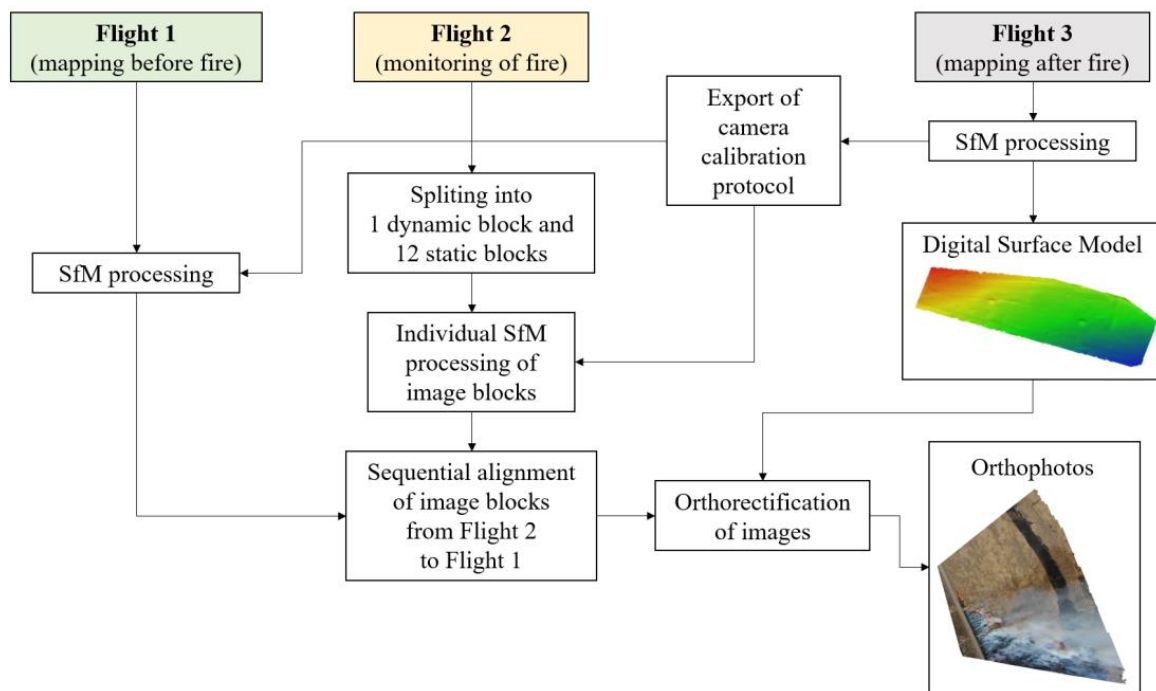 Flight 1
(mapping before fire)
Flight 2
(monitoring of fire)
Flight 3
(mapping after fire)
Export of
camera
calibration
protocol
SfM processing
Spliting into
1 dynamic block and
12 static blocks
SfM processing
Digital Surface Model
Individual SfM
processing of
image blocks
Sequential alignment
of image blocks
from Flight 2
to Flight 1
Orthorectification
of images
Orthophotos